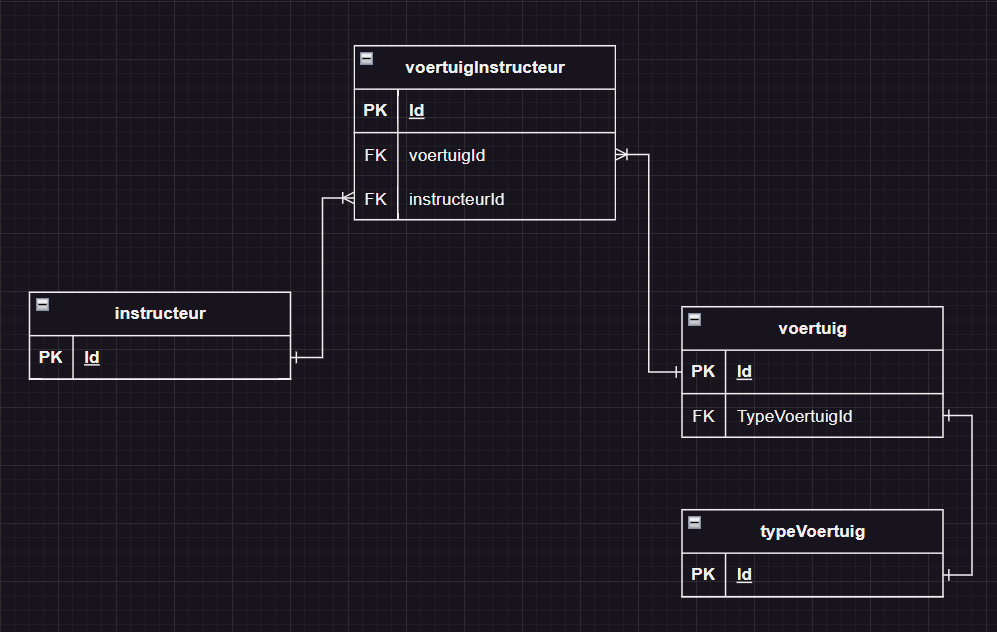 voertuigInstructeur
PK Id
FK voertuigId
FK instructeurId
instructeur
PK Id
voertuig
PK Id
FK TypeVoertuigId
typeVoertuig
PK Id